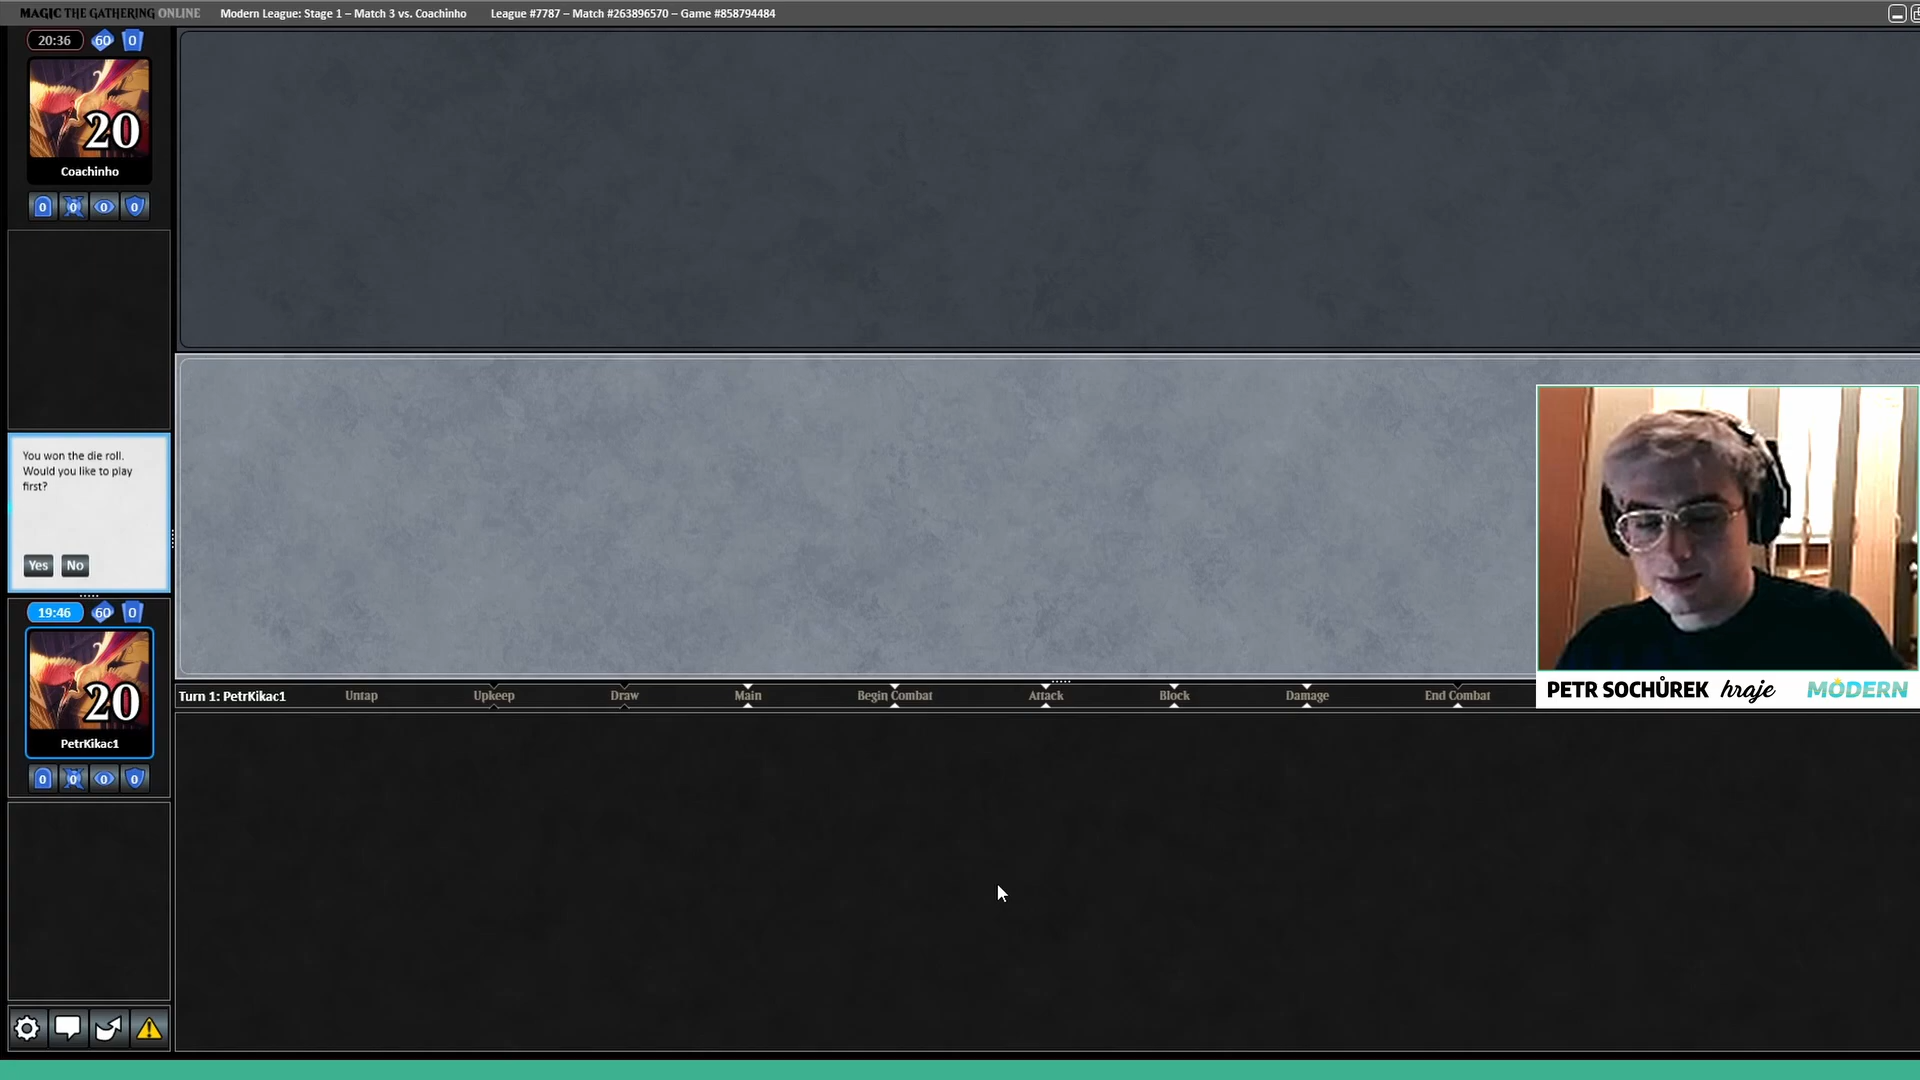 MAGIC THE GATHERING ONLINE
Modern League: Stage 1 – Match 3 vs. Coachinho
League #7787 – Match #263896570 – Game #858794484
20:36
60
0
20
Coachinho
0
0
0
0
You won the die roll.
Would you like to play
first?
Yes
No
19:46
60
0
20
PetrKikac1
0
0
0
0
Turn 1: PetrKikac1
Untap
Upkeep
Draw
Main
Begin Combat
Attack
Block
Damage
End Combat
PETR SOCHŮREK hraje MODERN